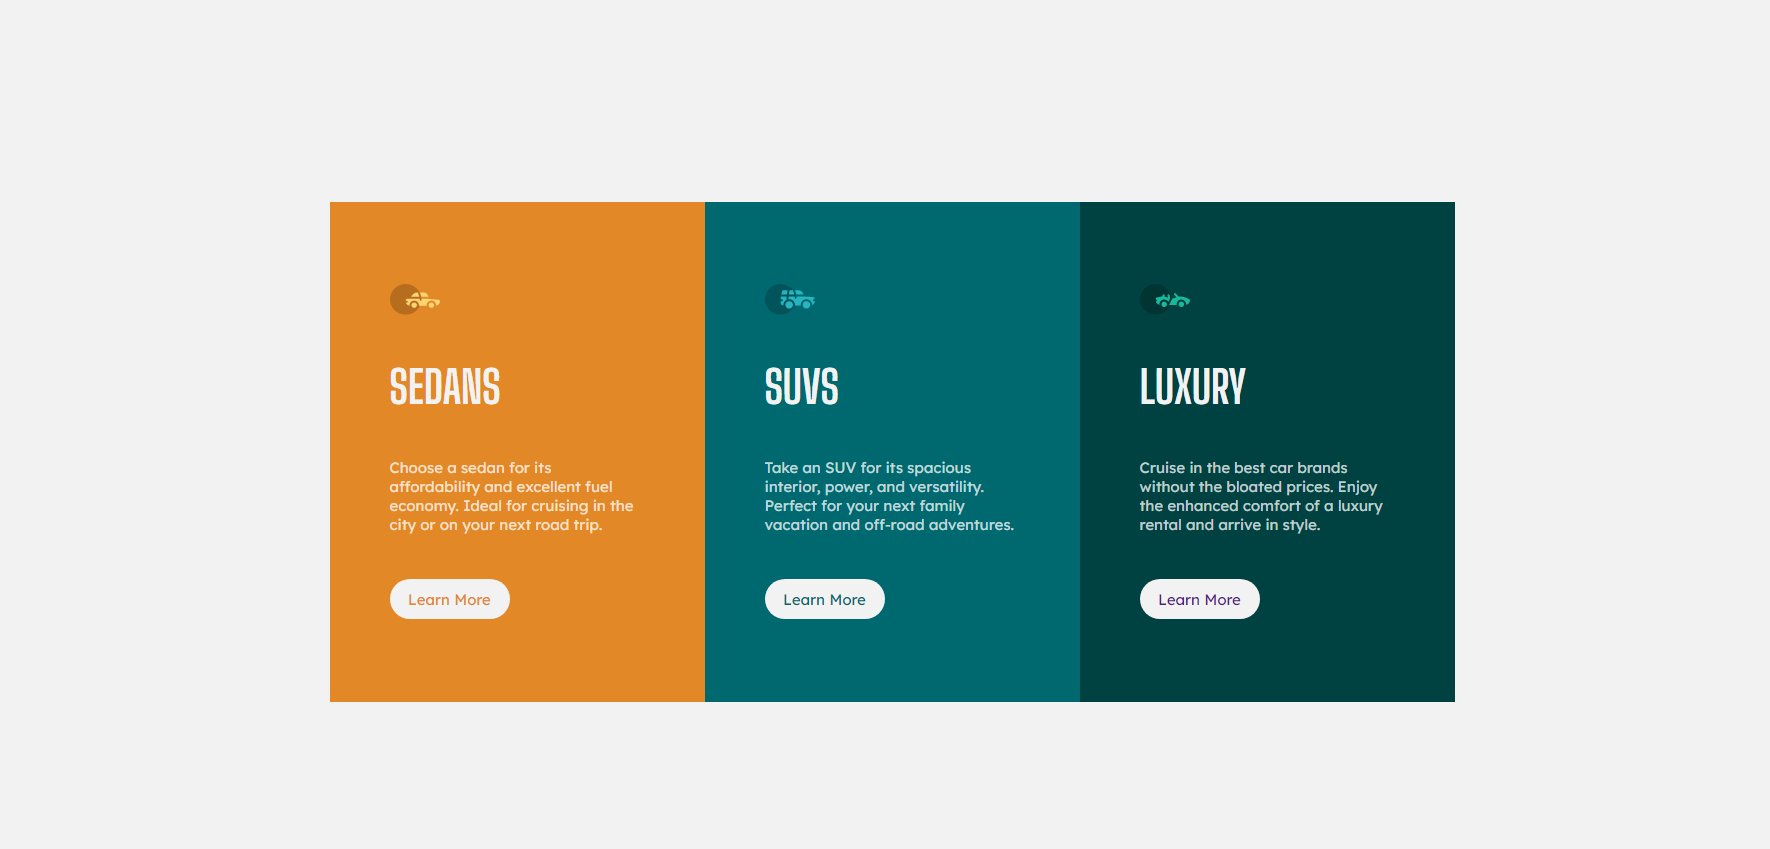 SEDANS
Choose a sedan for its
affordability and excellent fuel
economy. Ideal for cruising in the
city or on your next road trip.
Learn More
SUVS
Take an SUV for its spacious
interior, power, and versatility.
Perfect for your next family
vacation and off-road adventures.
Learn More
LUXURY
Cruise in the best car brands
without the bloated prices. Enjoy
the enhanced comfort of a luxury
rental and arrive in style.
Learn More